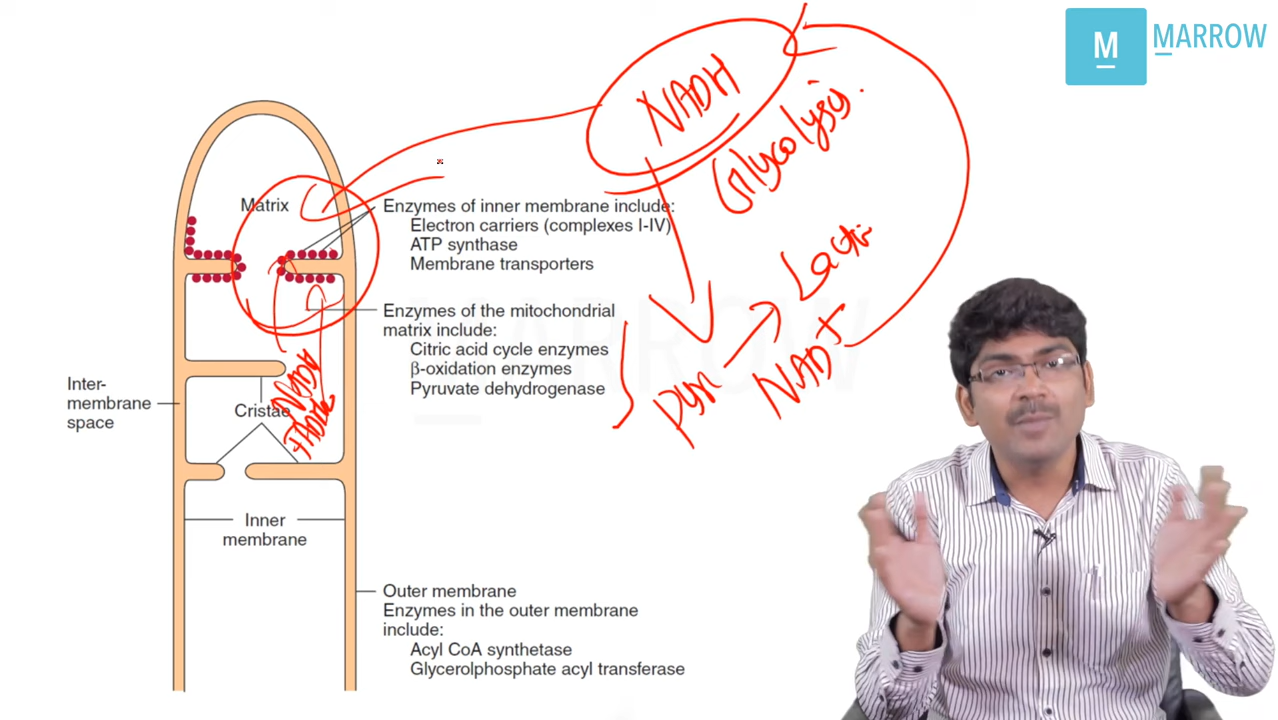 M MARROW
NADH
Glycolysis.
Matrix
Enzymes of inner membrane include:
Electron carriers (complexes I-IV)
ATP synthase
Membrane transporters
Enzymes of the mitochondrial
matrix include:
Citric acid cycle enzymes
β-oxidation enzymes
Pyruvate dehydrogenase
Lactic
NAD+
Inter-
membrane
space
Cristae
NADH
Inner
membrane
Outer membrane
Enzymes in the outer membrane
include:
Acyl CoA synthetase
Glycerolphosphate acyl transferase